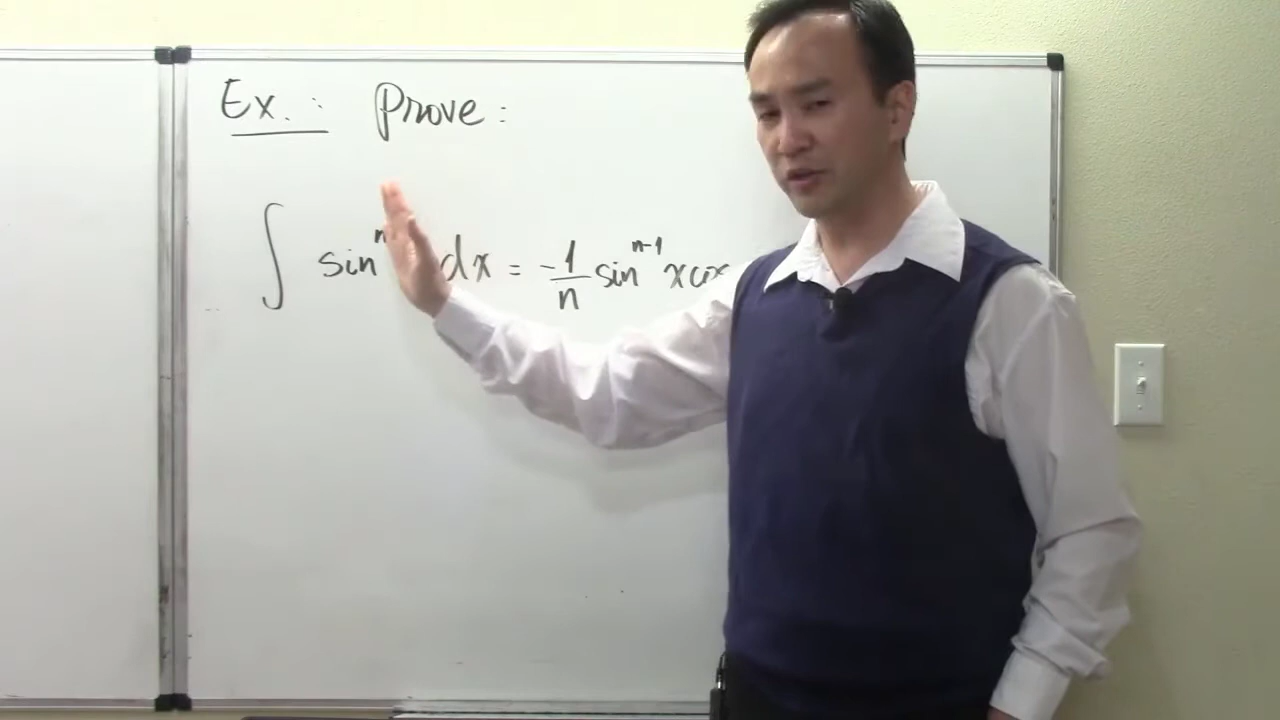 Ex. : Prove :
∫ sinⁿ dx = -1/n sinⁿ⁻¹ x cos